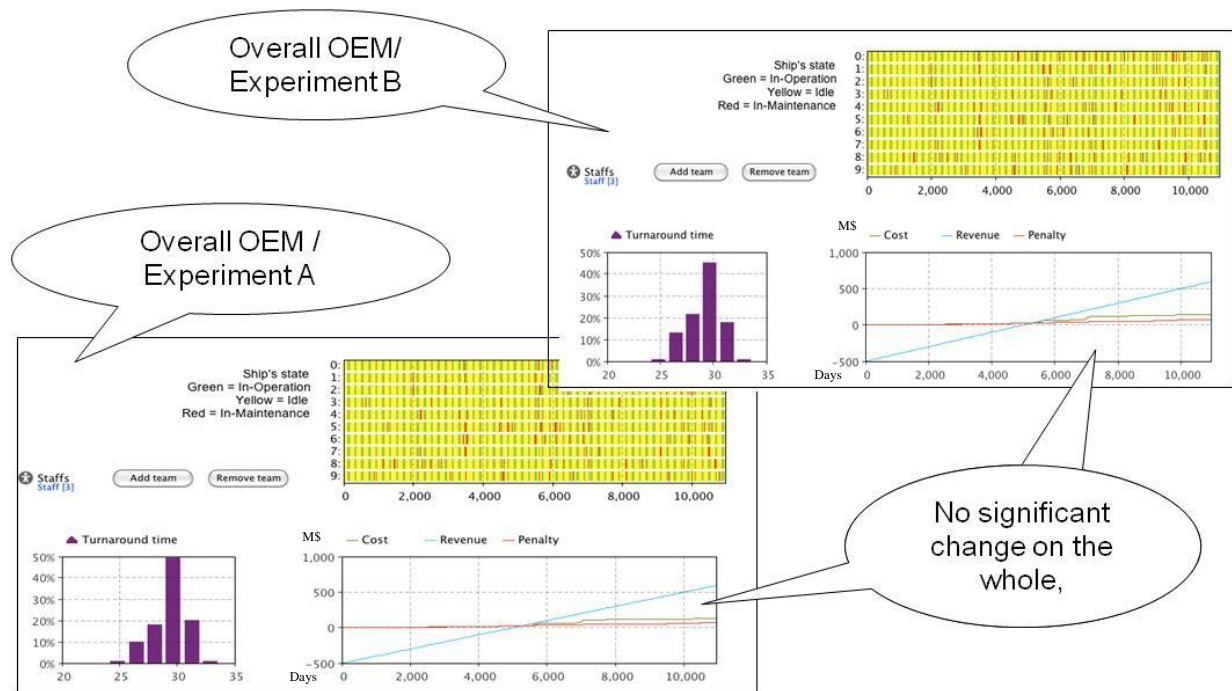 Overall OEM/
Experiment B
Ship's state
Green = In-Operation
Yellow = Idle
Red = In-Maintenance
0:
1:
2:
3:
4:
5:
6:
7:
8:
9:
0 2,000 4,000 6,000 8,000 10,000
Staffs
Staff [3]
Add team Remove team
Turnaround time
50%
40%
30%
20%
10%
0%
20 25 30 35
M$
Cost Revenue Penalty
1,000
500
0
-500
Days
0 2,000 4,000 6,000 8,000 10,000
Overall OEM /
Experiment A
Ship's state
Green = In-Operation
Yellow = Idle
Red = In-Maintenance
0:
1:
2:
3:
4:
5:
6:
7:
8:
9:
0 2,000 4,000 6,000 8,000 10,000
Staffs
Staff [3]
Add team Remove team
Turnaround time
50%
40%
30%
20%
10%
0%
20 25 30 35
M$
Cost Revenue Penalty
1,000
500
0
-500
Days
0 2,000 4,000 6,000 8,000 10,000
No significant
change on the
whole,